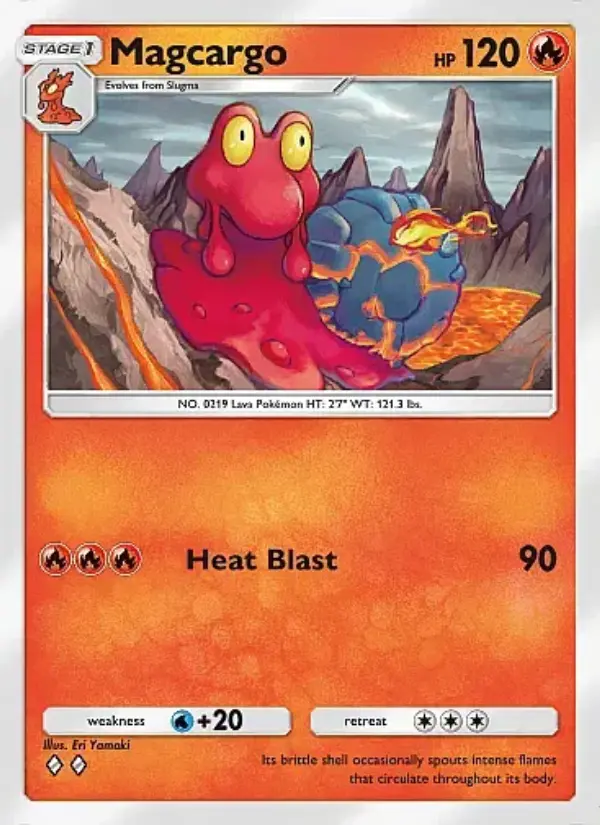 STAGE 1 Magcargo HP 120
Evolves from Slugma
NO. 0219 Lava Pokémon HT: 2'7" WT: 121.3 lbs.
Heat Blast 90
weakness +20 retreat
Illus. Eri Yamaki
Its brittle shell occasionally spouts intense flames
that circulate throughout its body.